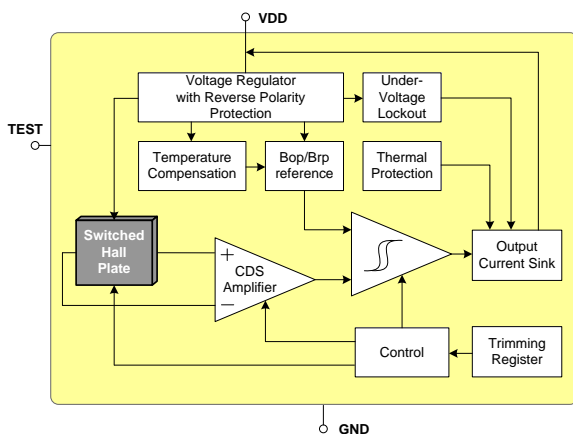 VDD
Voltage Regulator
with Reverse Polarity
Protection
Under-
Voltage
Lockout
TEST
Temperature
Compensation
Bop/Brp
reference
Thermal
Protection
Switched
Hall
Plate
+
CDS
Amplifier
−
Output
Current Sink
Control
Trimming
Register
GND